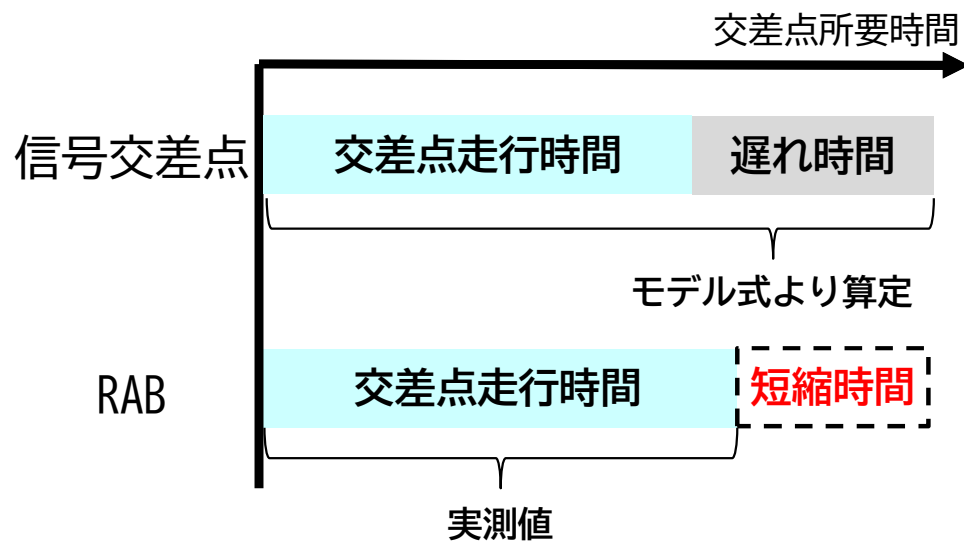 交差点所要時間
信号交差点
交差点走行時間
遅れ時間
モデル式より算定
RAB
交差点走行時間
短縮時間
実測値